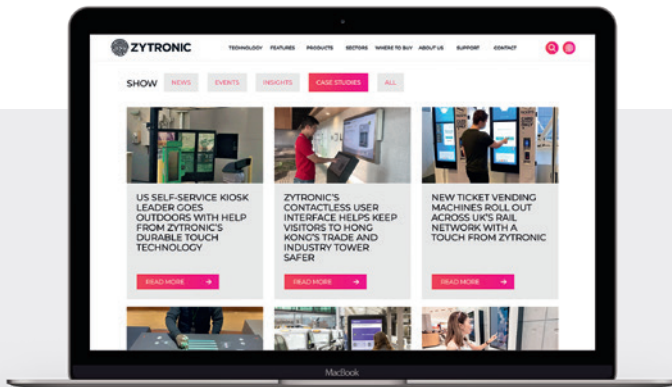 ZYTRONIC
TECHNOLOGY FEATURES PRODUCTS SECTORS WHERE TO BUY ABOUT US SUPPORT CONTACT
SHOW NEWS EVENTS INSIGHTS CASE STUDIES ALL
US SELF-SERVICE KIOSK
LEADER GOES
OUTDOORS WITH HELP
FROM ZYTRONIC'S
DURABLE TOUCH
TECHNOLOGY
READ MORE
ZYTRONIC'S
CONTACTLESS USER
INTERFACE HELPS KEEP
VISITORS TO HONG
KONG'S TRADE AND
INDUSTRY TOWER
SAFER
READ MORE
NEW TICKET VENDING
MACHINES ROLL OUT
ACROSS UK'S RAIL
NETWORK WITH A
TOUCH FROM ZYTRONIC
READ MORE
MacBook